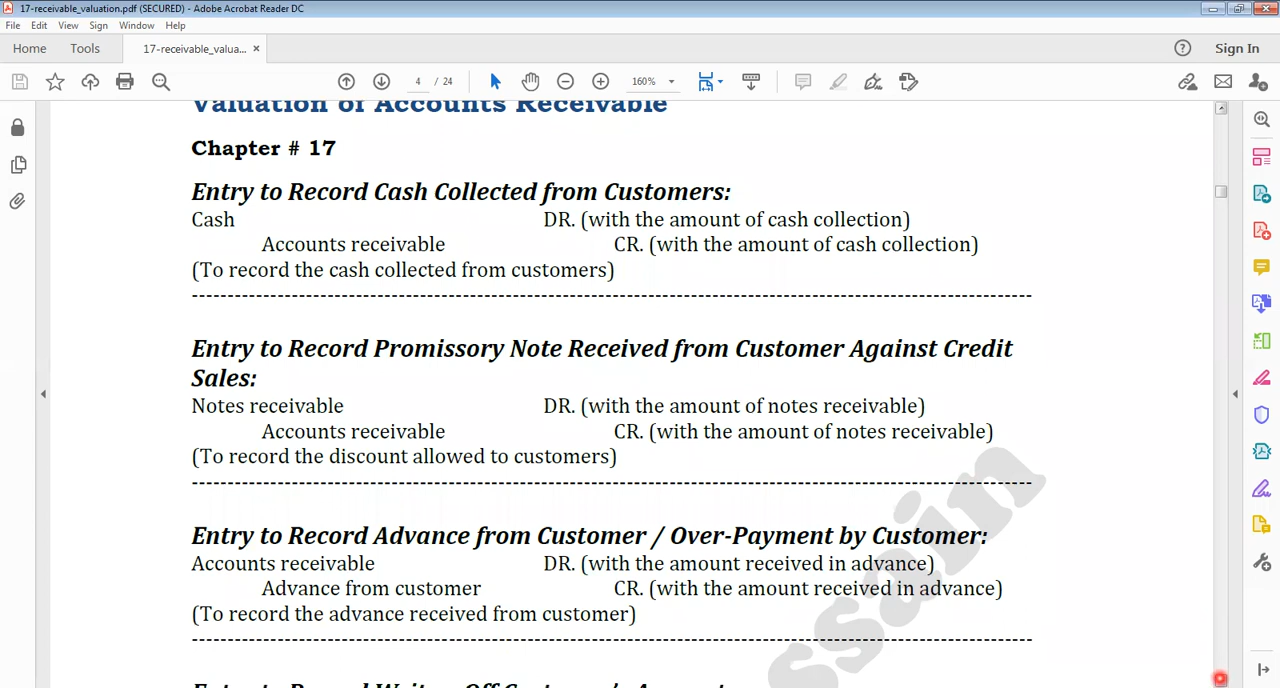 17-receivable_valuation.pdf (SECURED) - Adobe Acrobat Reader DC
File Edit View Sign Window Help
Home Tools 17-receivable_valua... × Sign In
4 / 24 160%
Valuation of Accounts Receivable
Chapter # 17
Entry to Record Cash Collected from Customers:
Cash DR. (with the amount of cash collection)
Accounts receivable CR. (with the amount of cash collection)
(To record the cash collected from customers)
--------------------------------------------------------------------------------
Entry to Record Promissory Note Received from Customer Against Credit
Sales:
Notes receivable DR. (with the amount of notes receivable)
Accounts receivable CR. (with the amount of notes receivable)
(To record the discount allowed to customers)
--------------------------------------------------------------------------------
Entry to Record Advance from Customer / Over-Payment by Customer:
Accounts receivable DR. (with the amount received in advance)
Advance from customer CR. (with the amount received in advance)
(To record the advance received from customer)
--------------------------------------------------------------------------------
ssain